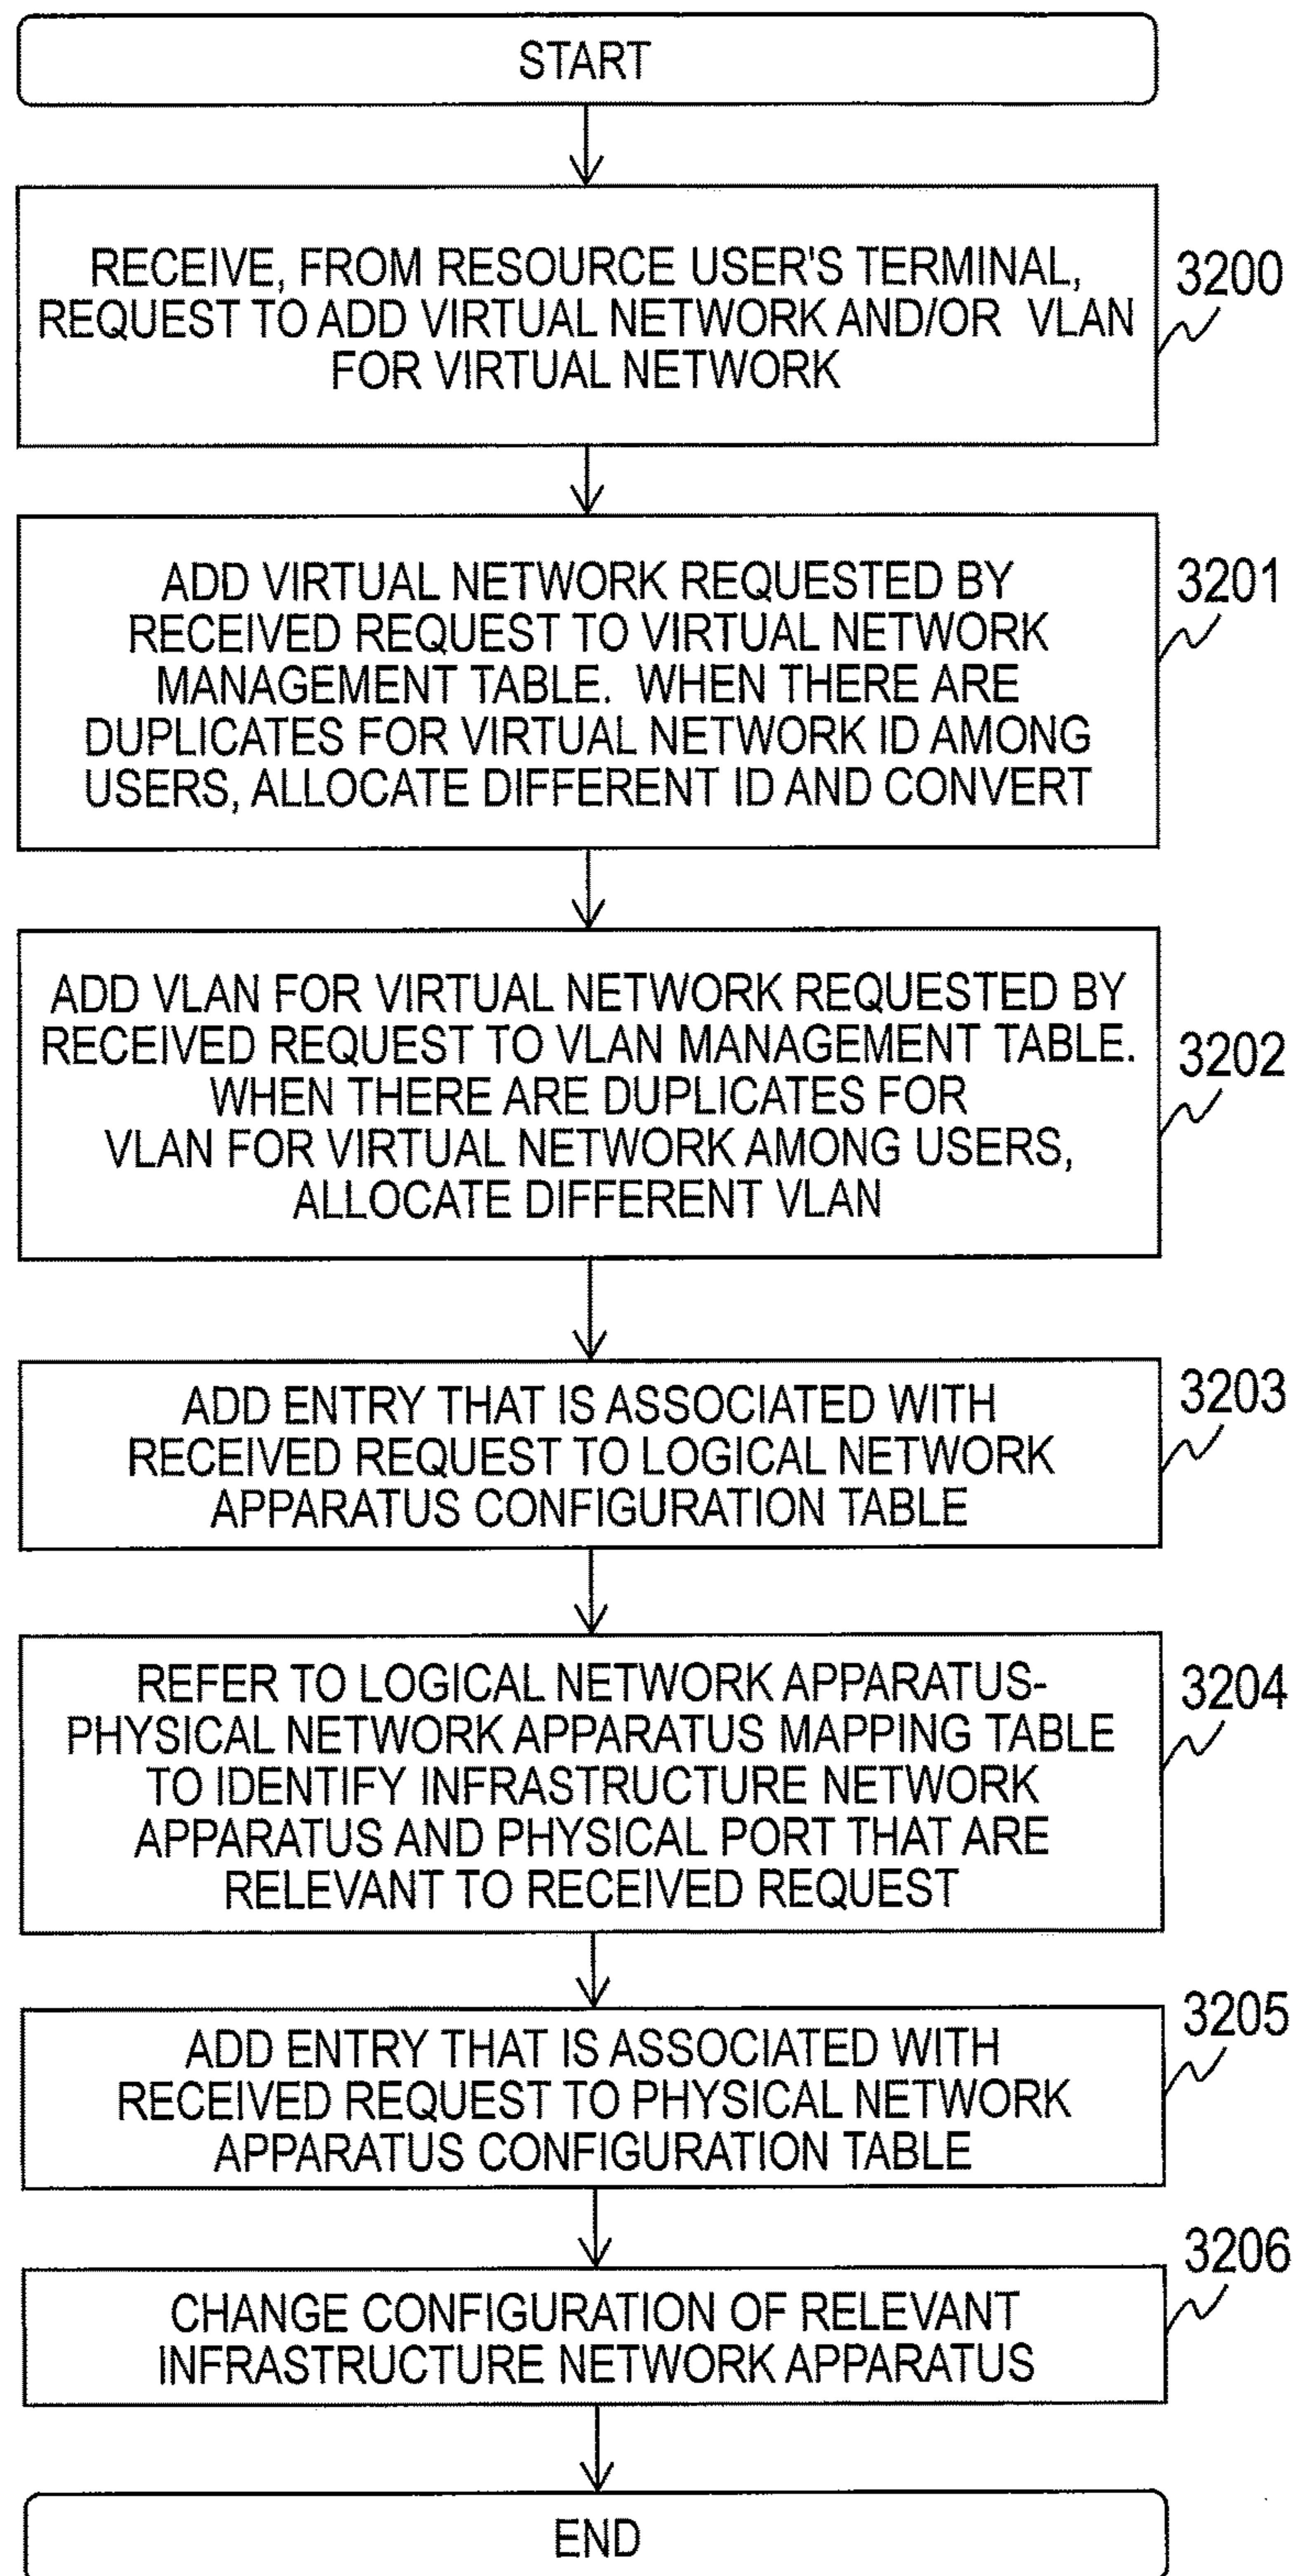 START
RECEIVE, FROM RESOURCE USER'S TERMINAL,
REQUEST TO ADD VIRTUAL NETWORK AND/OR VLAN
FOR VIRTUAL NETWORK
3200
ADD VIRTUAL NETWORK REQUESTED BY
RECEIVED REQUEST TO VIRTUAL NETWORK
MANAGEMENT TABLE. WHEN THERE ARE
DUPLICATES FOR VIRTUAL NETWORK ID AMONG
USERS, ALLOCATE DIFFERENT ID AND CONVERT
3201
ADD VLAN FOR VIRTUAL NETWORK REQUESTED BY
RECEIVED REQUEST TO VLAN MANAGEMENT TABLE.
WHEN THERE ARE DUPLICATES FOR
VLAN FOR VIRTUAL NETWORK AMONG USERS,
ALLOCATE DIFFERENT VLAN
3202
ADD ENTRY THAT IS ASSOCIATED WITH
RECEIVED REQUEST TO LOGICAL NETWORK
APPARATUS CONFIGURATION TABLE
3203
REFER TO LOGICAL NETWORK APPARATUS-
PHYSICAL NETWORK APPARATUS MAPPING TABLE
TO IDENTIFY INFRASTRUCTURE NETWORK
APPARATUS AND PHYSICAL PORT THAT ARE
RELEVANT TO RECEIVED REQUEST
3204
ADD ENTRY THAT IS ASSOCIATED WITH
RECEIVED REQUEST TO PHYSICAL NETWORK
APPARATUS CONFIGURATION TABLE
3205
CHANGE CONFIGURATION OF RELEVANT
INFRASTRUCTURE NETWORK APPARATUS
3206
END